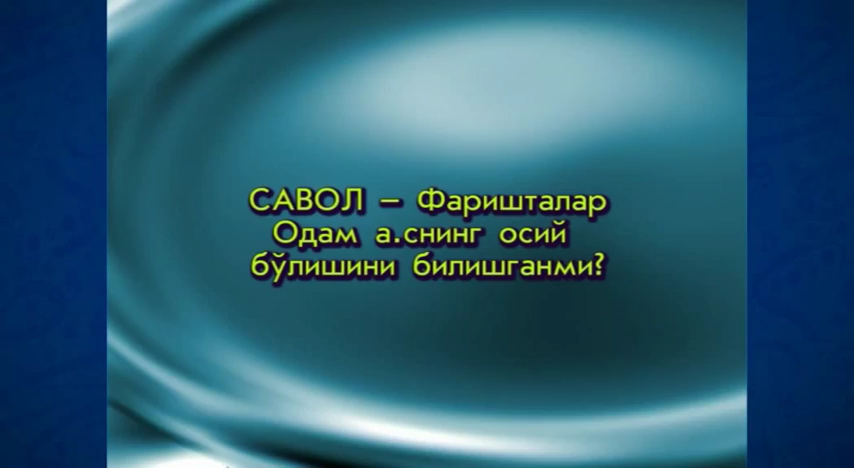 САВОЛ – Фаришталар
Одам а.снинг осий
бўлишини билишганми?